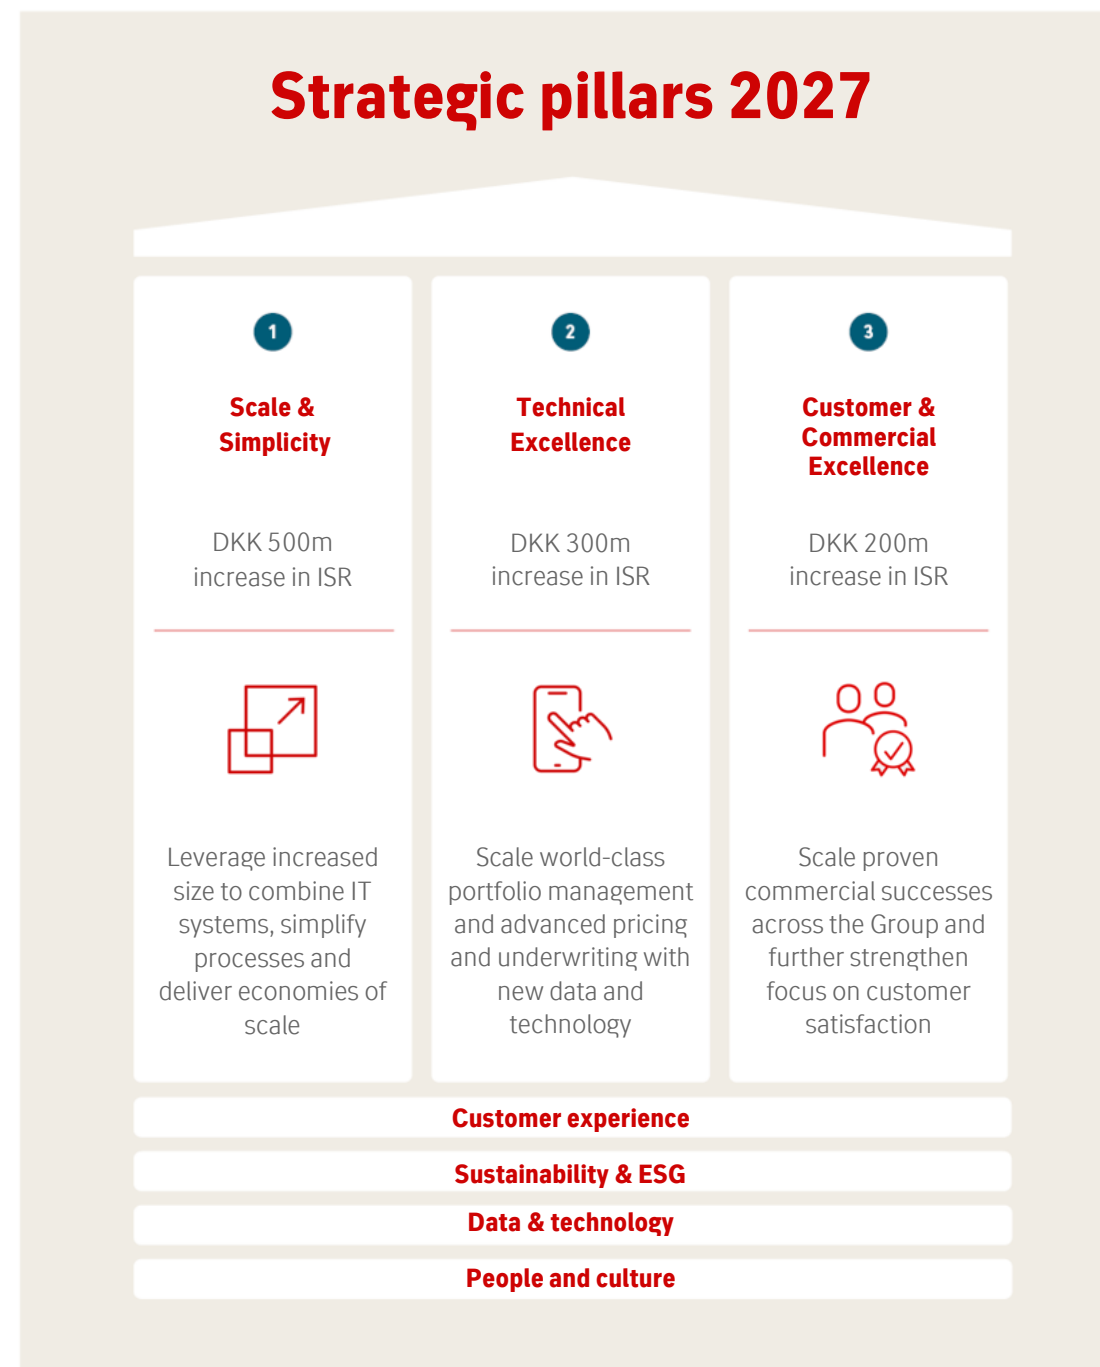 Strategic pillars 2027
1
Scale &
Simplicity
DKK 500m
increase in ISR
Leverage increased
size to combine IT
systems, simplify
processes and
deliver economies of
scale
2
Technical
Excellence
DKK 300m
increase in ISR
Scale world-class
portfolio management
and advanced pricing
and underwriting with
new data and
technology
3
Customer &
Commercial
Excellence
DKK 200m
increase in ISR
Scale proven
commercial successes
across the Group and
further strengthen
focus on customer
satisfaction
Customer experience
Sustainability & ESG
Data & technology
People and culture